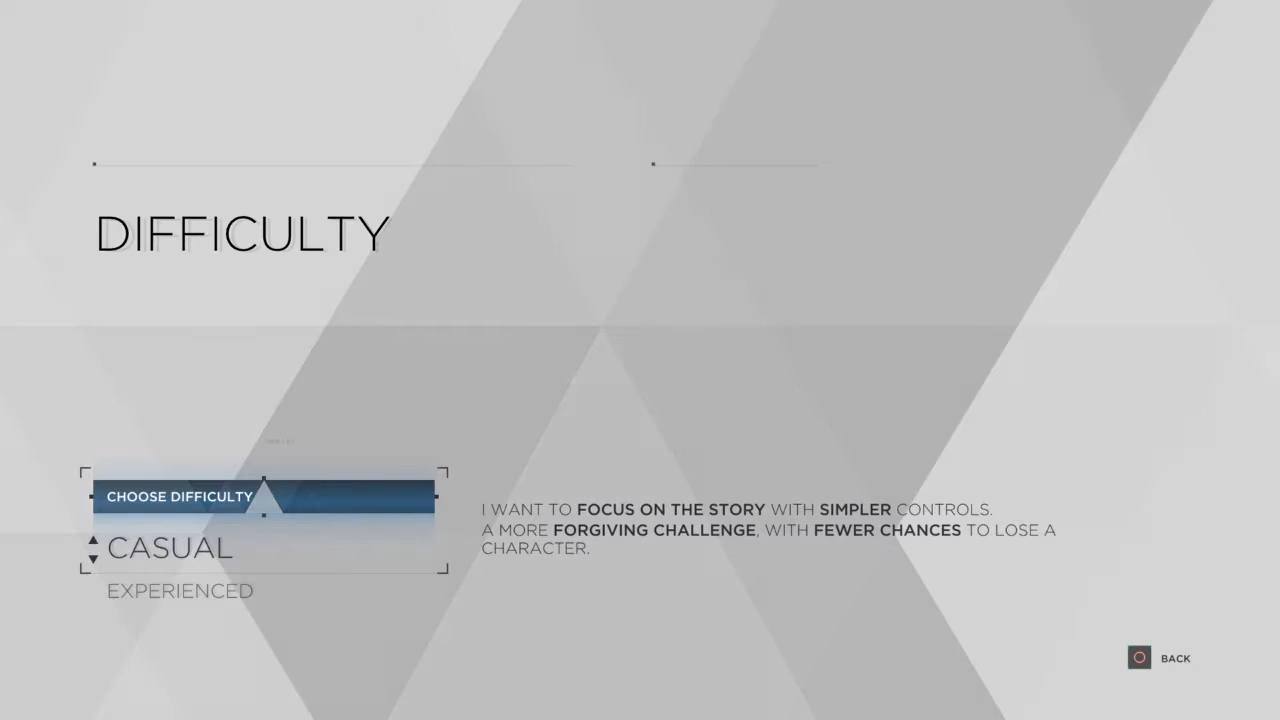 DIFFICULTY
CHOOSE DIFFICULTY
CASUAL
EXPERIENCED
I WANT TO FOCUS ON THE STORY WITH SIMPLER CONTROLS.
A MORE FORGIVING CHALLENGE, WITH FEWER CHANCES TO LOSE A
CHARACTER.
BACK